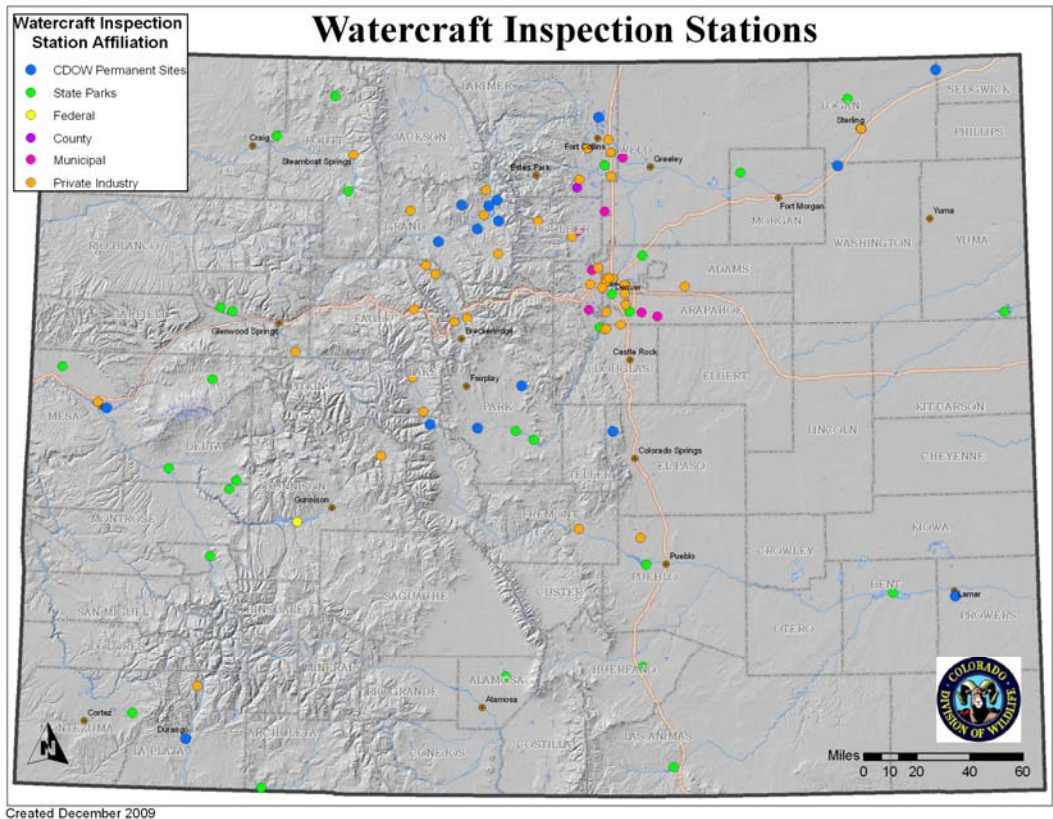 Watercraft Inspection Stations
Watercraft Inspection
Station Affiliation
CDOW Permanent Sites
State Parks
Federal
County
Municipal
Private Industry
LARIMER
LOGAN
SEDGWICK
PHILLIPS
Sterling
Craig
ROUTT
JACKSON
Fort Collins
WELD
Steamboat Springs
Estes Park
Greeley
Fort Morgan
MORGAN
Yuma
WASHINGTON
YUMA
RIO BLANCO
GRAND
BOULDER
ADAMS
Denver
ARAPAHOE
GARFIELD
EAGLE
Glenwood Springs
Breckenridge
Castle Rock
DOUGLAS
ELBERT
PITKIN
LAKE
Fairplay
PARK
MESA
KIT CARSON
LINCOLN
DELTA
Colorado Springs
EL PASO
CHEYENNE
TELLER
GUNNISON
Gunnison
MONTROSE
FREMONT
KIOWA
CROWLEY
Pueblo
PUEBLO
BENT
Lamar
PROWERS
SAGUACHE
CUSTER
SAN MIGUEL
HINSDALE
OTERO
DOLORES
MINERAL
HUERFANO
ALAMOSA
RIO GRANDE
Alamosa
Cortez
MONTEZUMA
Durango
LA PLATA
ARCHULETA
CONEJOS
COSTILLA
LAS ANIMAS
COLORADO
DIVISION OF WILDLIFE
N
Miles
0 5 10 20 40 60
Created December 2009